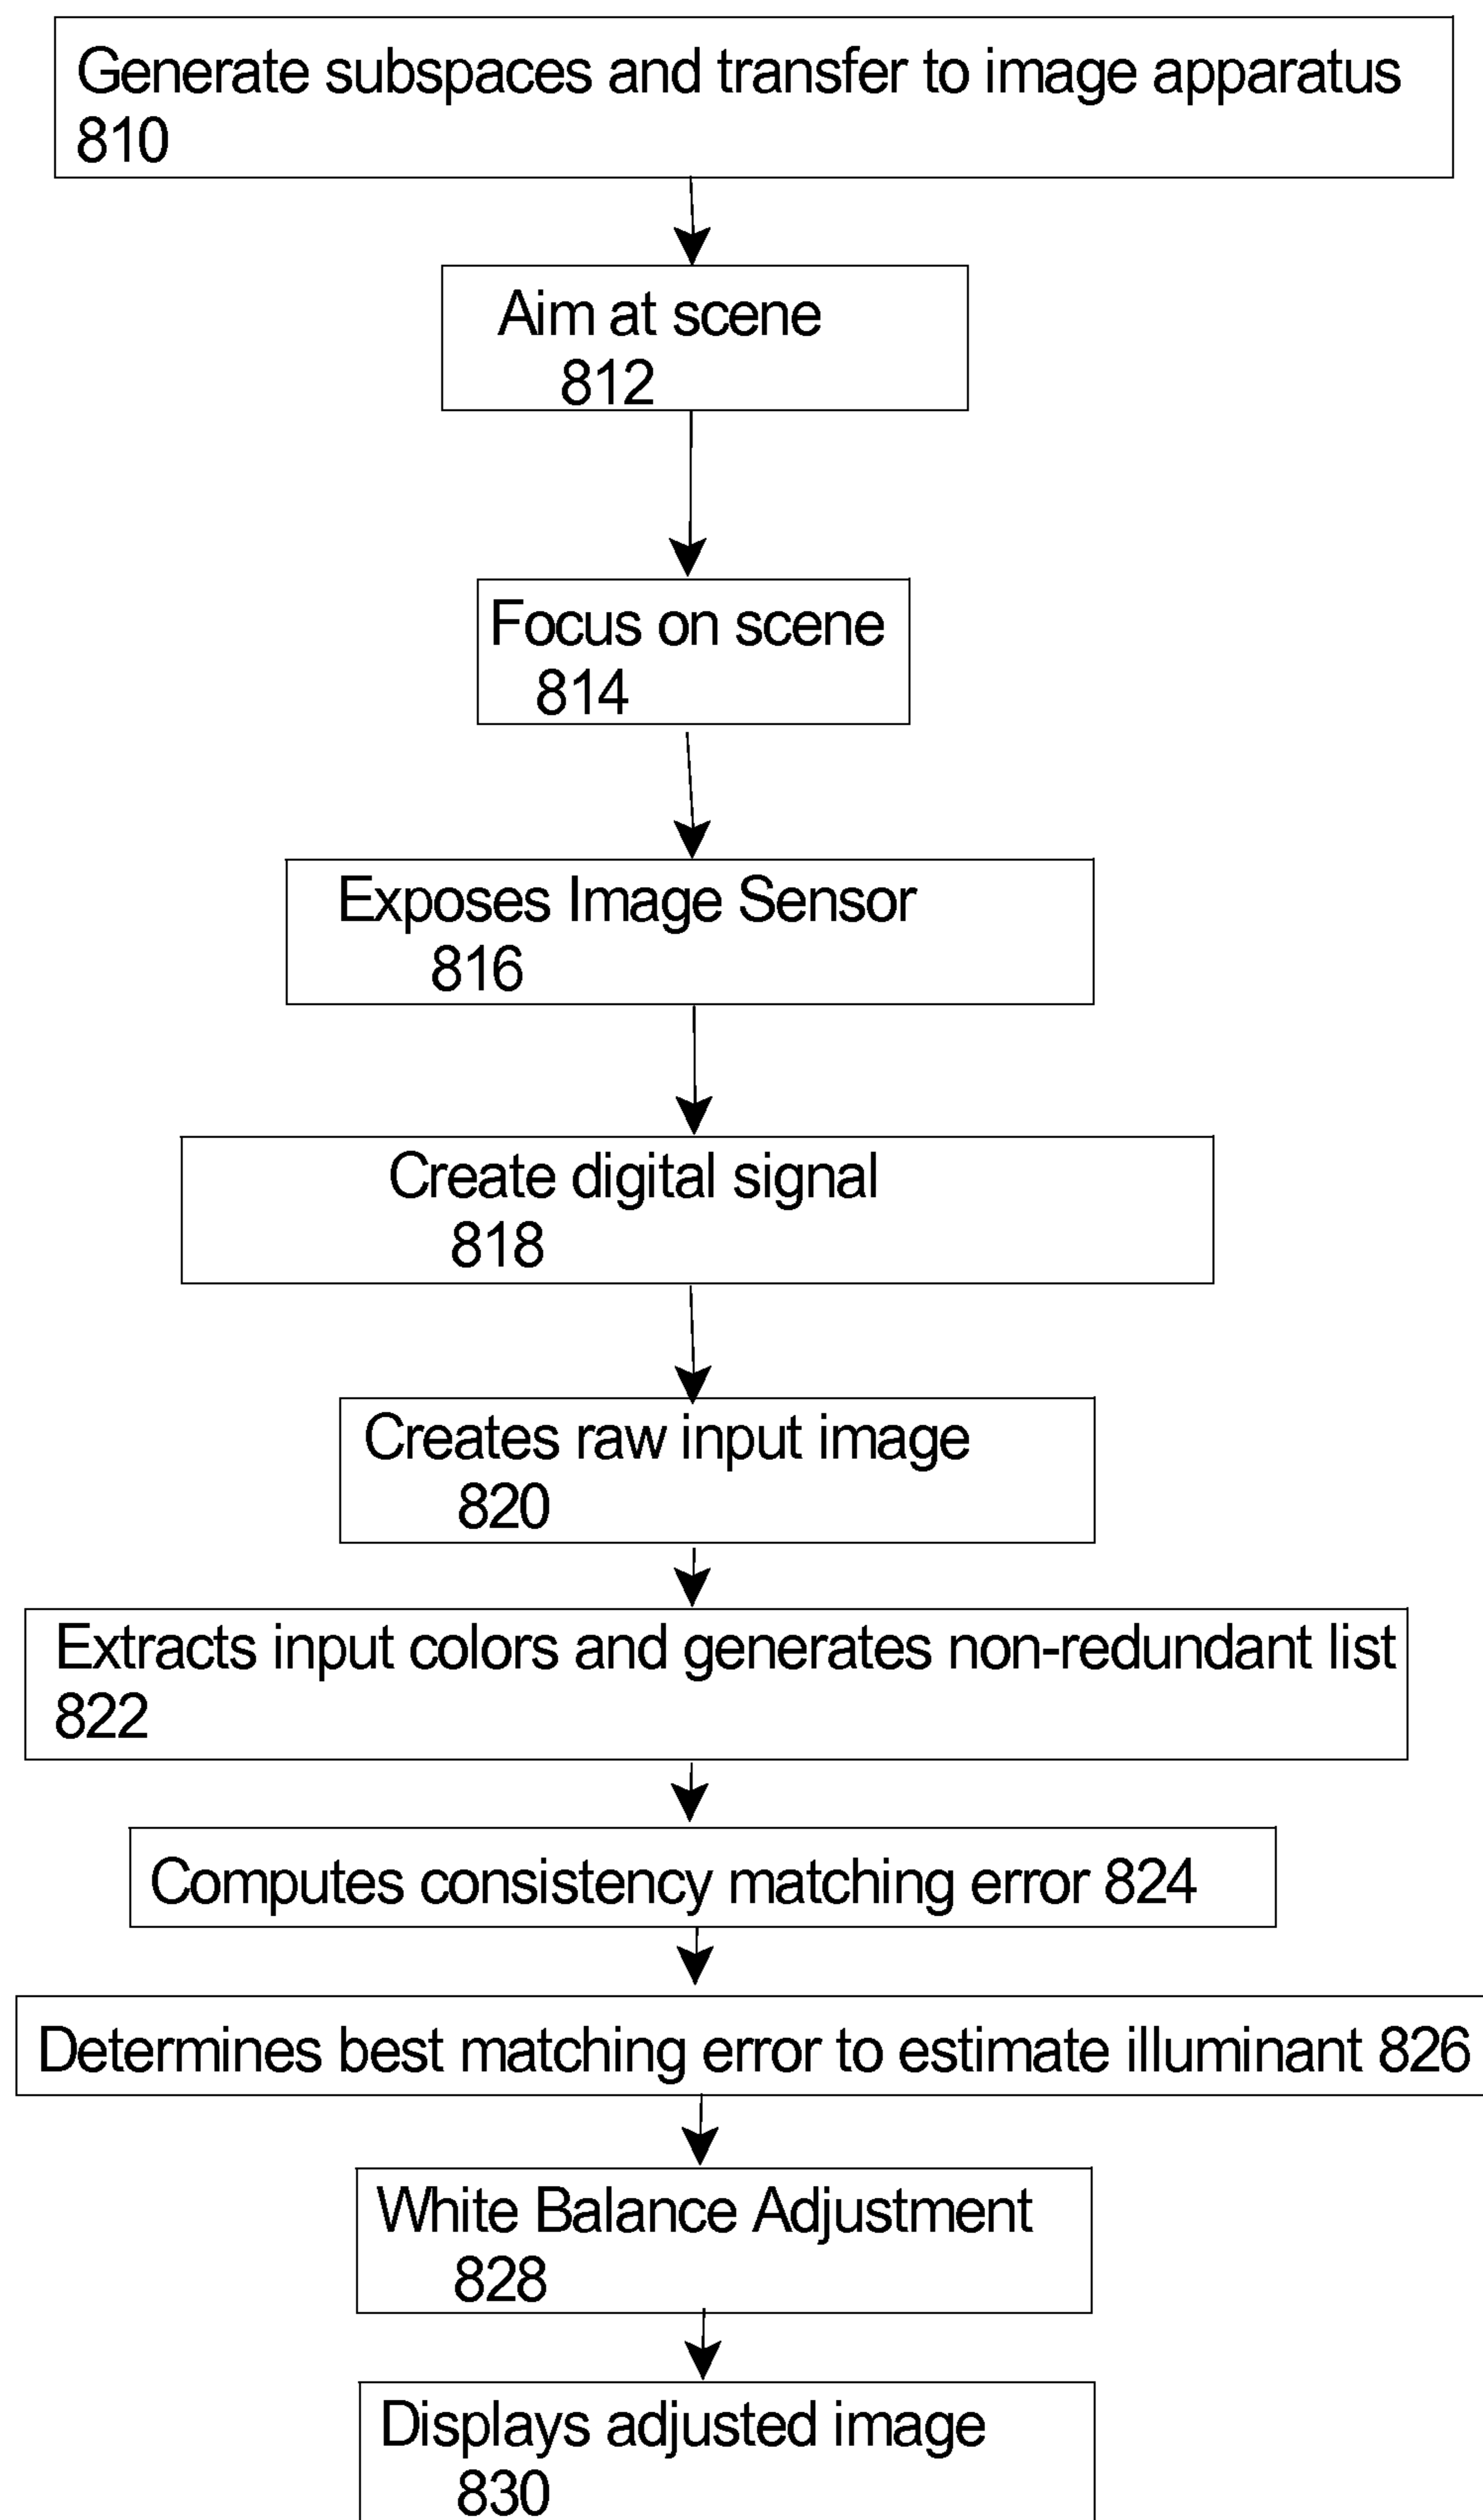 Generate subspaces and transfer to image apparatus
810
Aim at scene
812
Focus on scene
814
Exposes Image Sensor
816
Create digital signal
818
Creates raw input image
820
Extracts input colors and generates non-redundant list
822
Computes consistency matching error 824
Determines best matching error to estimate illuminant 826
White Balance Adjustment
828
Displays adjusted image
830